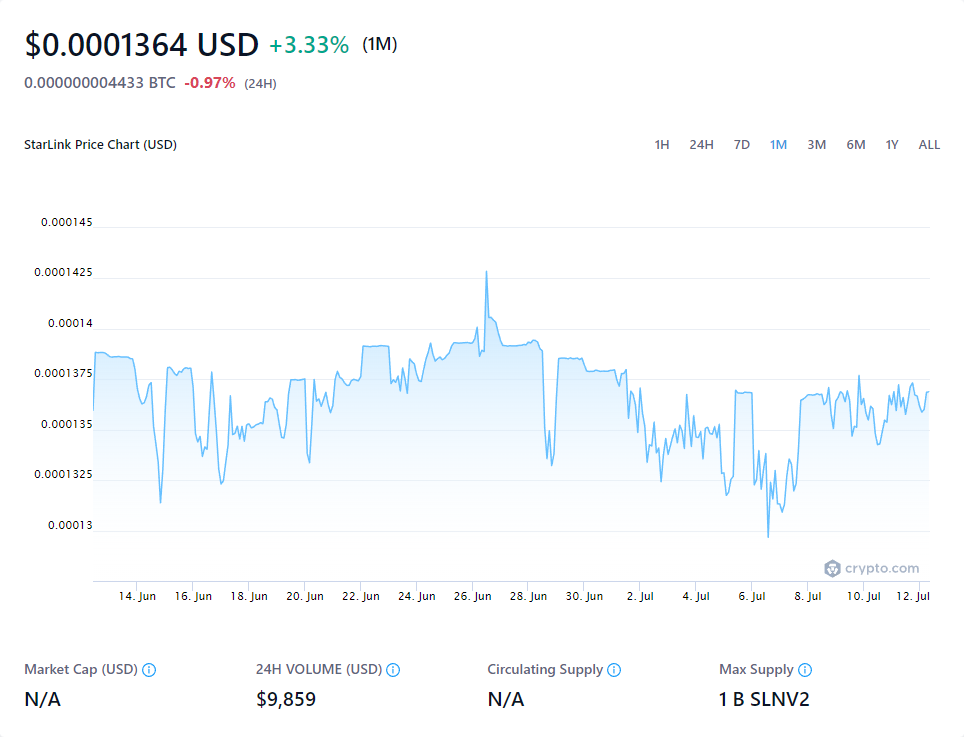 $0.0001364 USD +3.33% (1M)
0.000000004433 BTC -0.97% (24H)
StarLink Price Chart (USD) 1H 24H 7D 1M 3M 6M 1Y ALL
0.000145
0.0001425
0.00014
0.0001375
0.000135
0.0001325
0.00013
crypto.com
14. Jun 16. Jun 18. Jun 20. Jun 22. Jun 24. Jun 26. Jun 28. Jun 30. Jun 2. Jul 4. Jul 6. Jul 8. Jul 10. Jul 12. Jul
Market Cap (USD) 24H VOLUME (USD) Circulating Supply Max Supply
N/A $9,859 N/A 1 B SLNV2